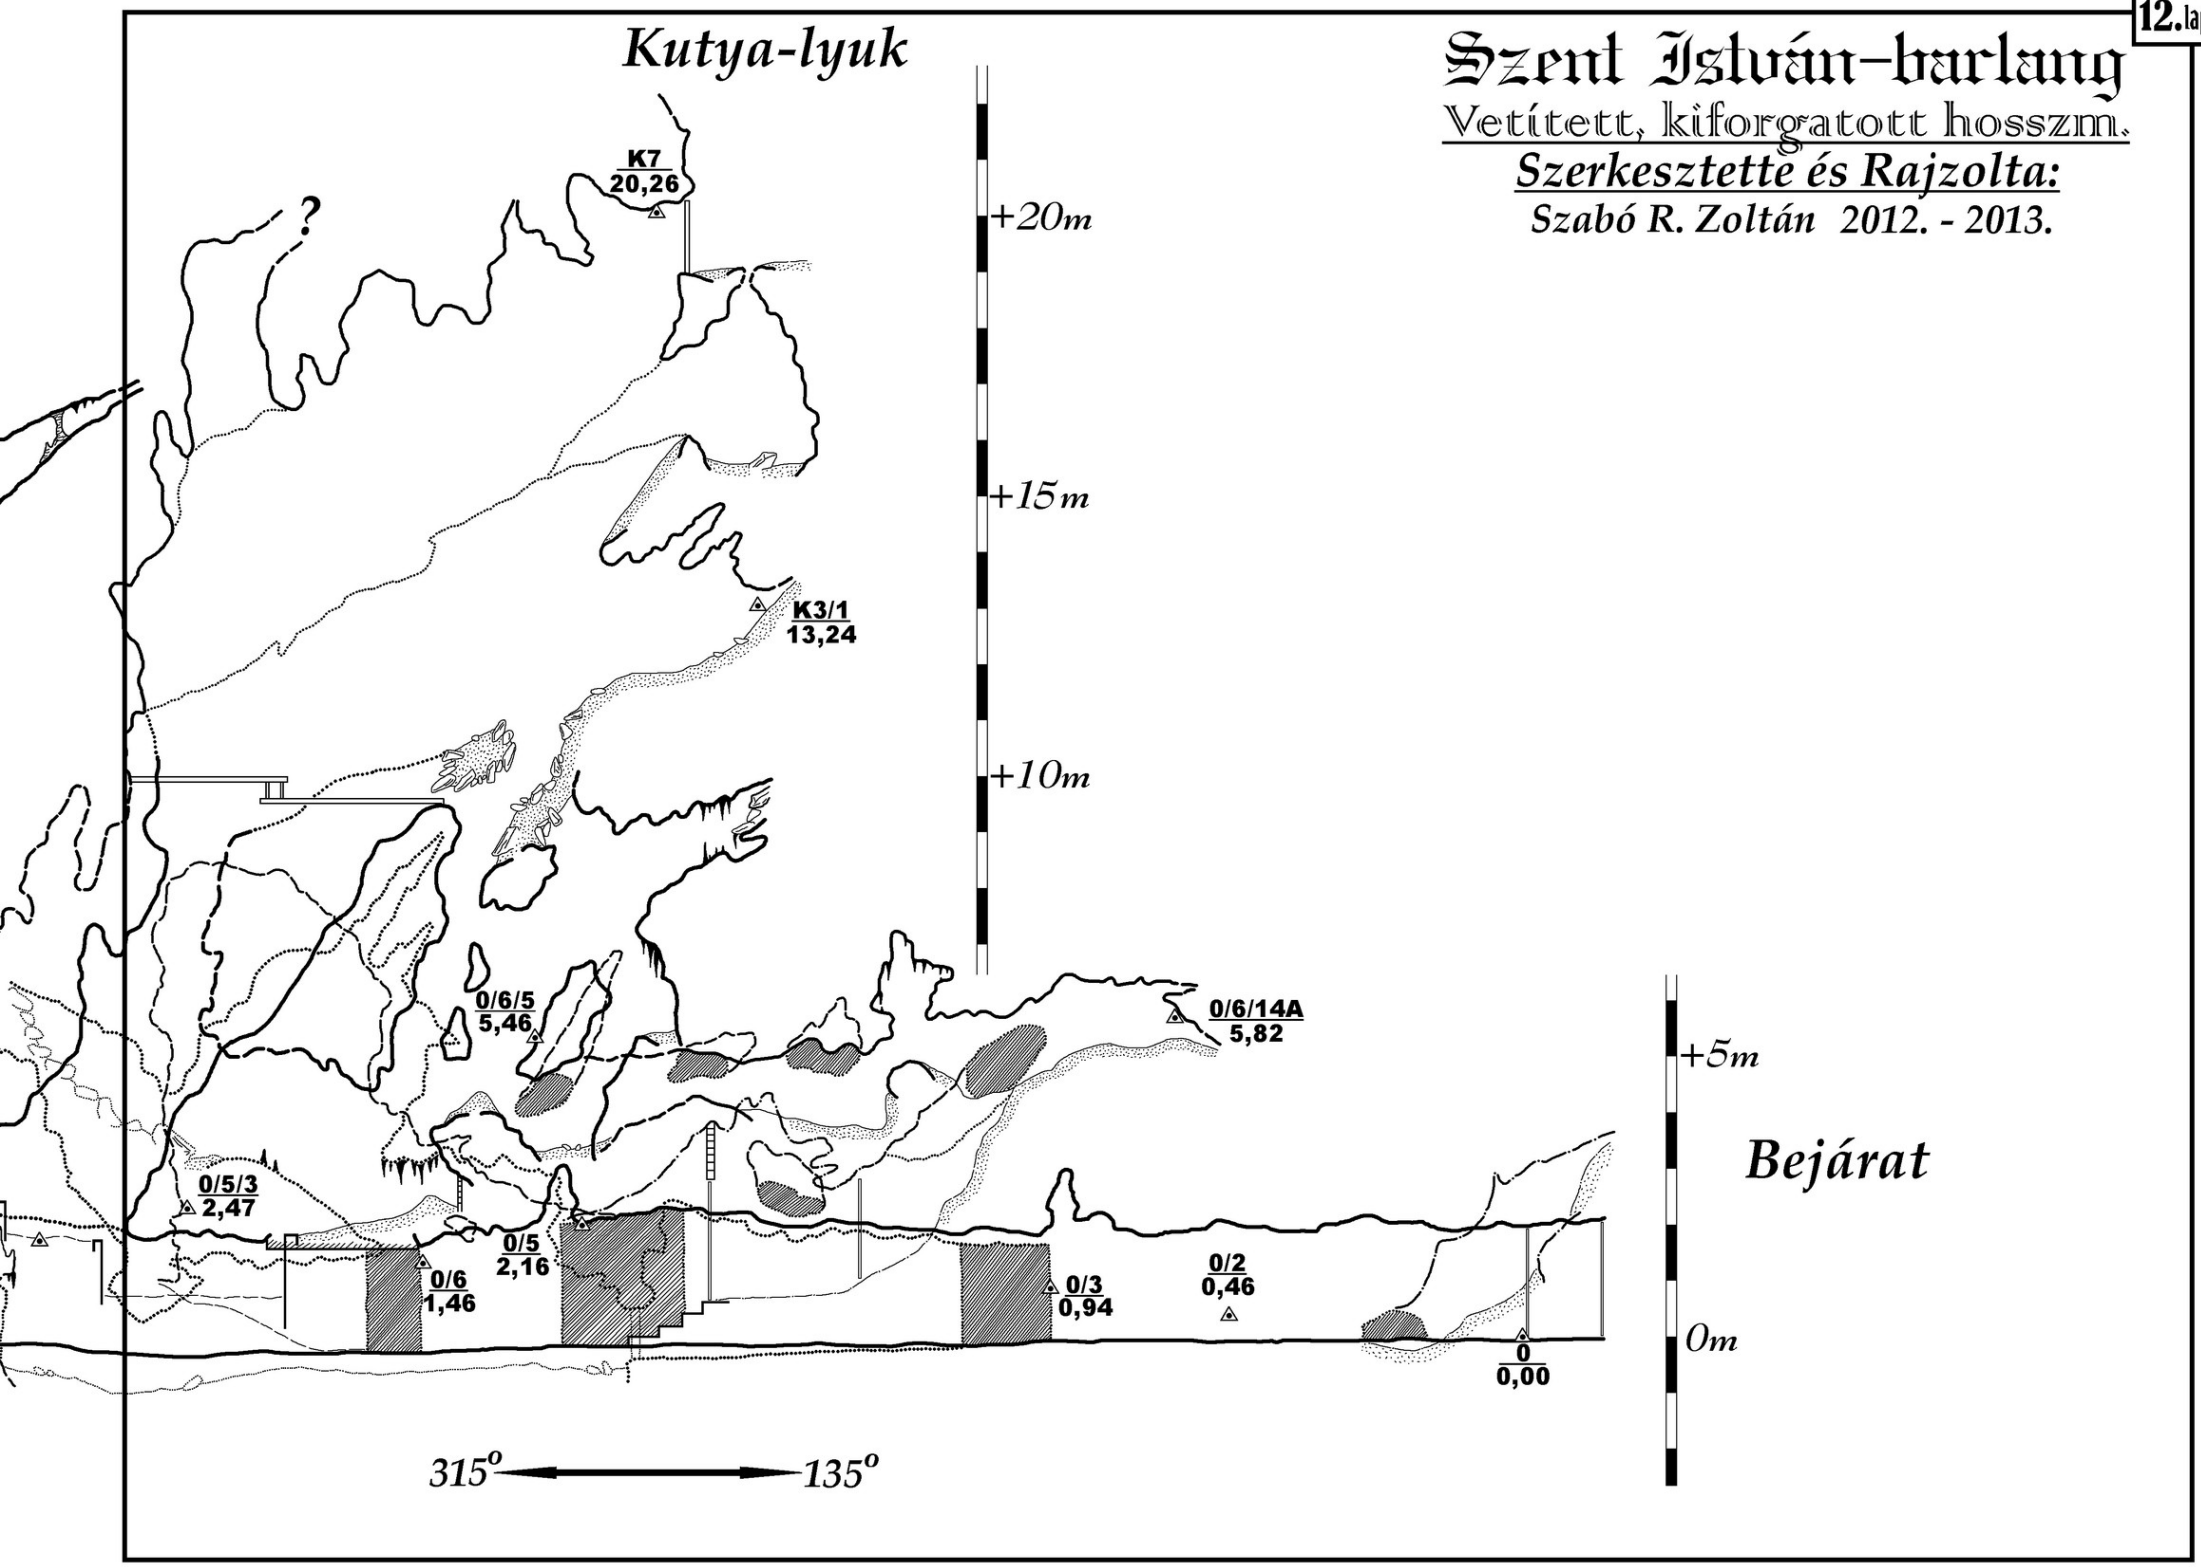 12.la
Kutya-lyuk
Szent István-barlang
Vetített, kiforgatott hosszm.
Szerkesztette és Rajzolta:
Szabó R. Zoltán 2012. - 2013.
K7
20,26
?
+20m
+15m
K3/1
13,24
+10m
0/6/5
5,46
0/6/14A
5,82
+5m
Bejárat
0/5/3
2,47
0/5
2,16
0/6
1,46
0/3
0,94
0/2
0,46
0m
0
0,00
315° 135°